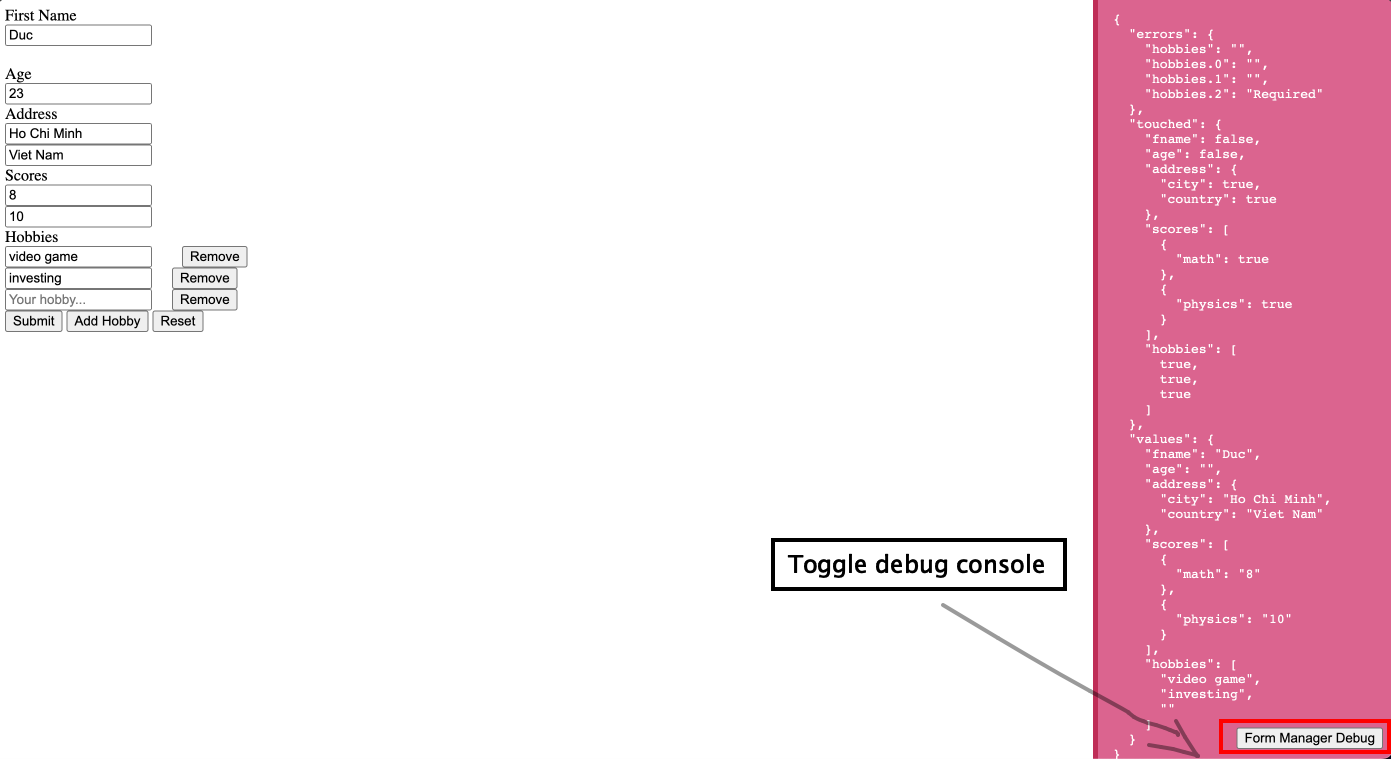 First Name
Duc
Age
23
Address
Ho Chi Minh
Viet Nam
Scores
8
10
Hobbies
video game Remove
investing Remove
Your hobby... Remove
Submit Add Hobby Reset
Toggle debug console
{
"errors": {
"hobbies": "",
"hobbies.0": "",
"hobbies.1": "",
"hobbies.2": "Required"
},
"touched": {
"fname": false,
"age": false,
"address": {
"city": true,
"country": true
},
"scores": [
{
"math": true
},
{
"physics": true
}
],
"hobbies": [
true,
true,
true
]
},
"values": {
"fname": "Duc",
"age": "",
"address": {
"city": "Ho Chi Minh",
"country": "Viet Nam"
},
"scores": [
{
"math": "8"
},
{
"physics": "10"
}
],
"hobbies": [
"video game",
"investing",
""
]
}
}
Form Manager Debug